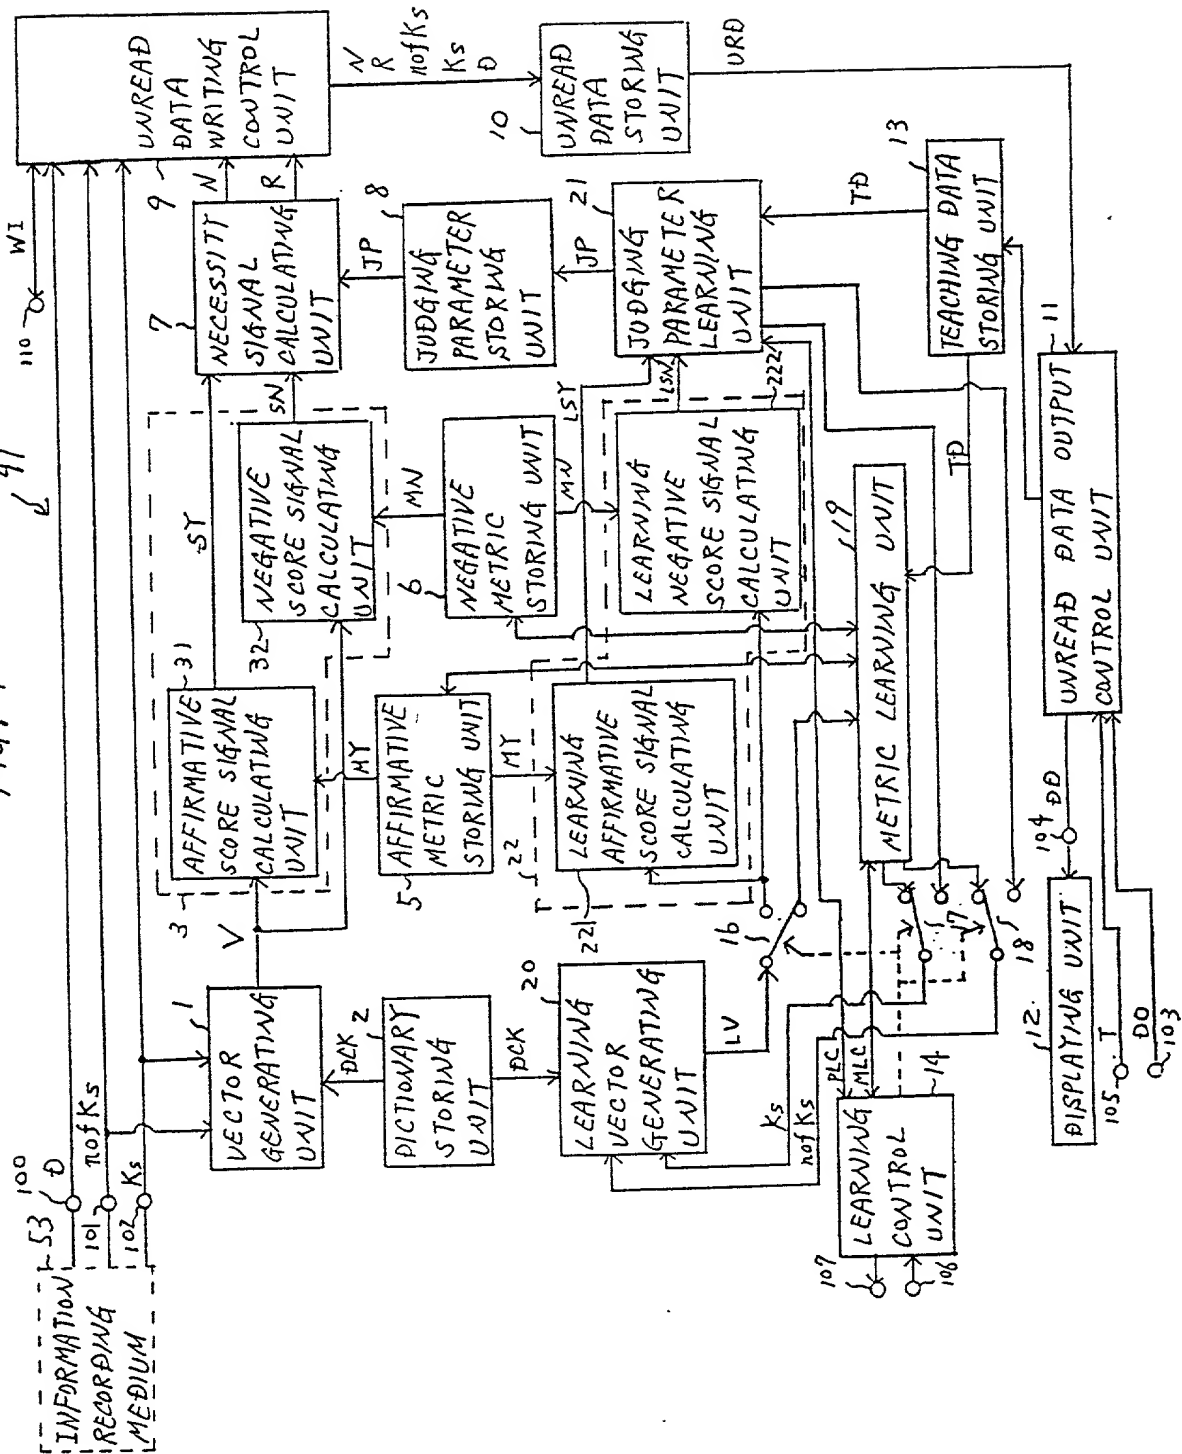 Fig. 1
91
INFORMATION
RECORDING
MEDIUM
53
100
D
101
nofKs
102
Ks
110
WI
1
VECTOR
GENERATING
UNIT
V
3
AFFIRMATIVE
SCORE SIGNAL
CALCULATING
UNIT
31
SY
32
NEGATIVE
SCORE SIGNAL
CALCULATING
UNIT
SN
7
NECESSITY
SIGNAL
CALCULATING
UNIT
N
R
9
UNREAD
DATA
WRITING
CONTROL
UNIT
DCK
2
DICTIONARY
STORING
UNIT
DCK
MY
5
AFFIRMATIVE
METRIC
STORING UNIT
MY
MN
6
NEGATIVE
METRIC
STORING UNIT
MN
JP
8
JUDGING
PARAMETER
STORING
UNIT
JP
N
R
nofKs
Ks
D
10
UNREAD
DATA
STORING
UNIT
URD
20
LEARNING
VECTOR
GENERATING
UNIT
LV
22
221
LEARNING
AFFIRMATIVE
SCORE SIGNAL
CALCULATING
UNIT
LSY
LEARNING
NEGATIVE
SCORE SIGNAL
CALCULATING
UNIT
222
LSN
21
JUDGING
PARAMETER
LEARNING
UNIT
TD
13
TEACHING DATA
STORING UNIT
TD
16
17
18
19
METRIC LEARNING UNIT
Ks
nofKs
PLC
MLC
107
106
LEARNING
CONTROL
UNIT
14
12
DISPLAYING UNIT
104
DD
11
UNREAD DATA OUTPUT
CONTROL UNIT
105
T
DO
103